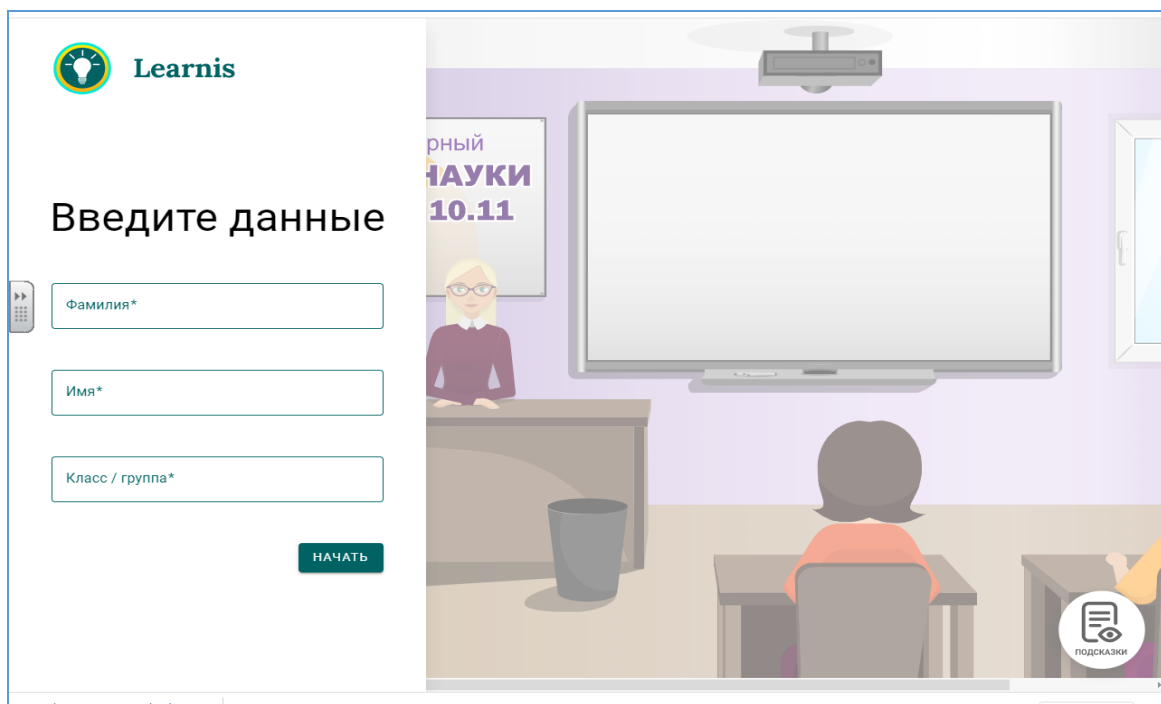 Learnis
Введите данные
Фамилия*
Имя*
Класс / группа*
НАЧАТЬ
рный
НАУКИ
10.11
ПОДСКАЗКИ